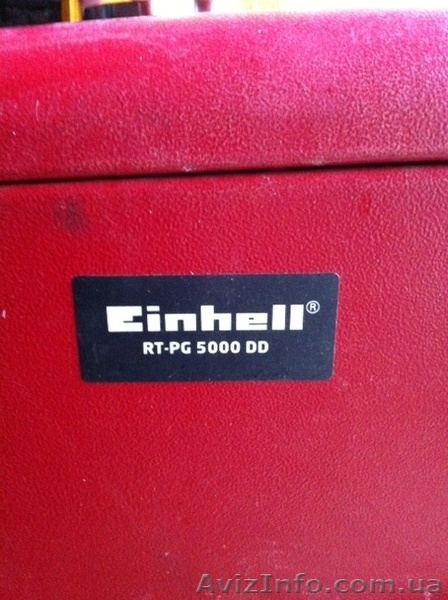 Einhell®
RT-PG 5000 DD
AvizInfo.com.ua